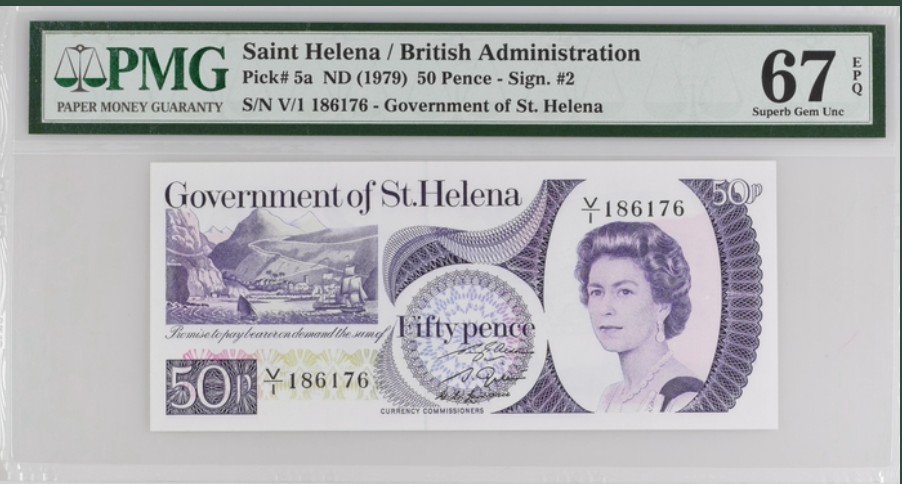 PMG
PAPER MONEY GUARANTY
Saint Helena / British Administration
Pick# 5a ND (1979) 50 Pence - Sign. #2
S/N V/1 186176 - Government of St. Helena
67
EPQ
Superb Gem Unc
Government of St.Helena
50p
V/1 186176
Promise to pay bearer on demand the sum of
Fifty pence
50p
V/1 186176
CURRENCY COMMISSIONERS